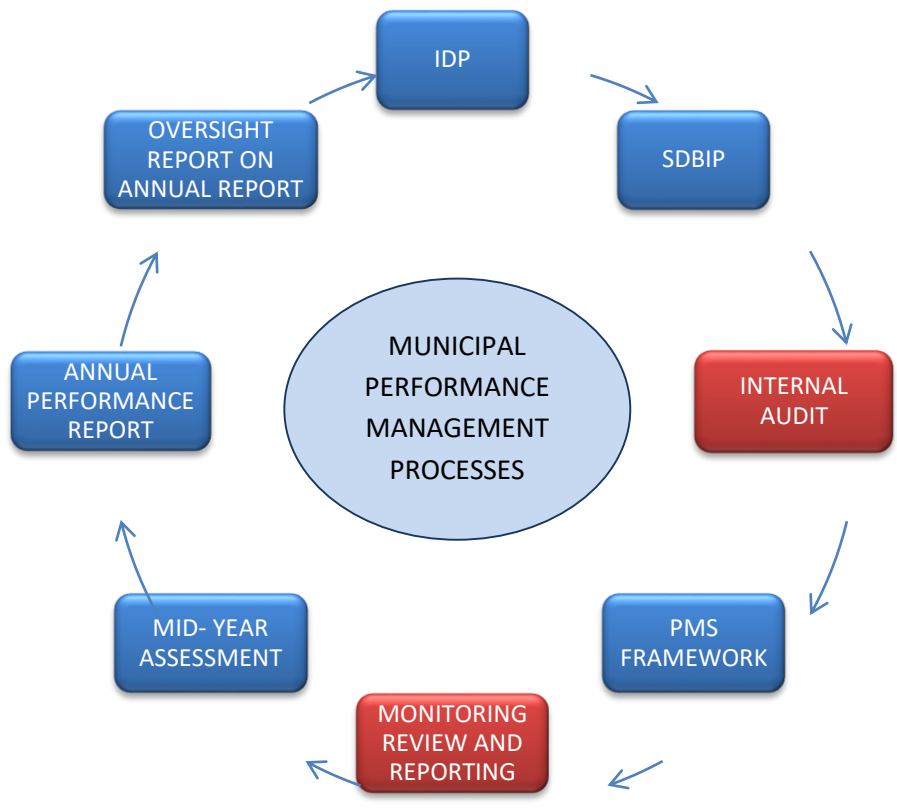 IDP
SDBIP
INTERNAL
AUDIT
PMS
FRAMEWORK
MONITORING
REVIEW AND
REPORTING
MID- YEAR
ASSESSMENT
ANNUAL
PERFORMANCE
REPORT
OVERSIGHT
REPORT ON
ANNUAL REPORT
MUNICIPAL
PERFORMANCE
MANAGEMENT
PROCESSES